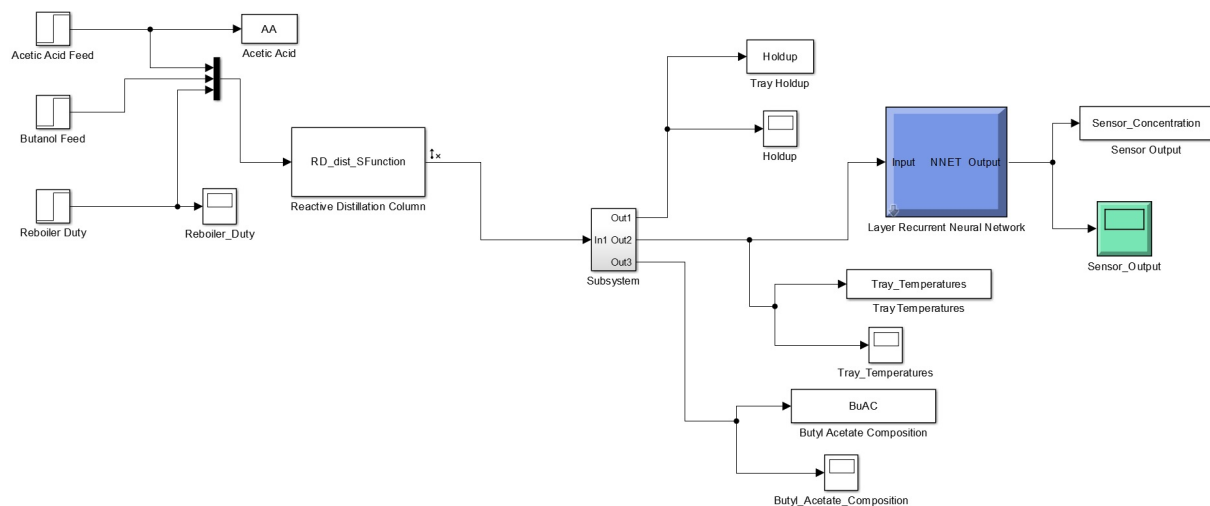 Acetic Acid Feed
AA
Acetic Acid
Butanol Feed
Reboiler Duty
Reboiler_Duty
RD_dist_SFunction
Reactive Distillation Column
In1
Out1
Out2
Out3
Subsystem
Holdup
Tray Holdup
Holdup
Input
NNET
Output
Layer Recurrent Neural Network
Sensor_Concentration
Sensor Output
Sensor_Output
Tray_Temperatures
Tray Temperatures
Tray_Temperatures
BuAC
Butyl Acetate Composition
Butyl_Acetate_Composition